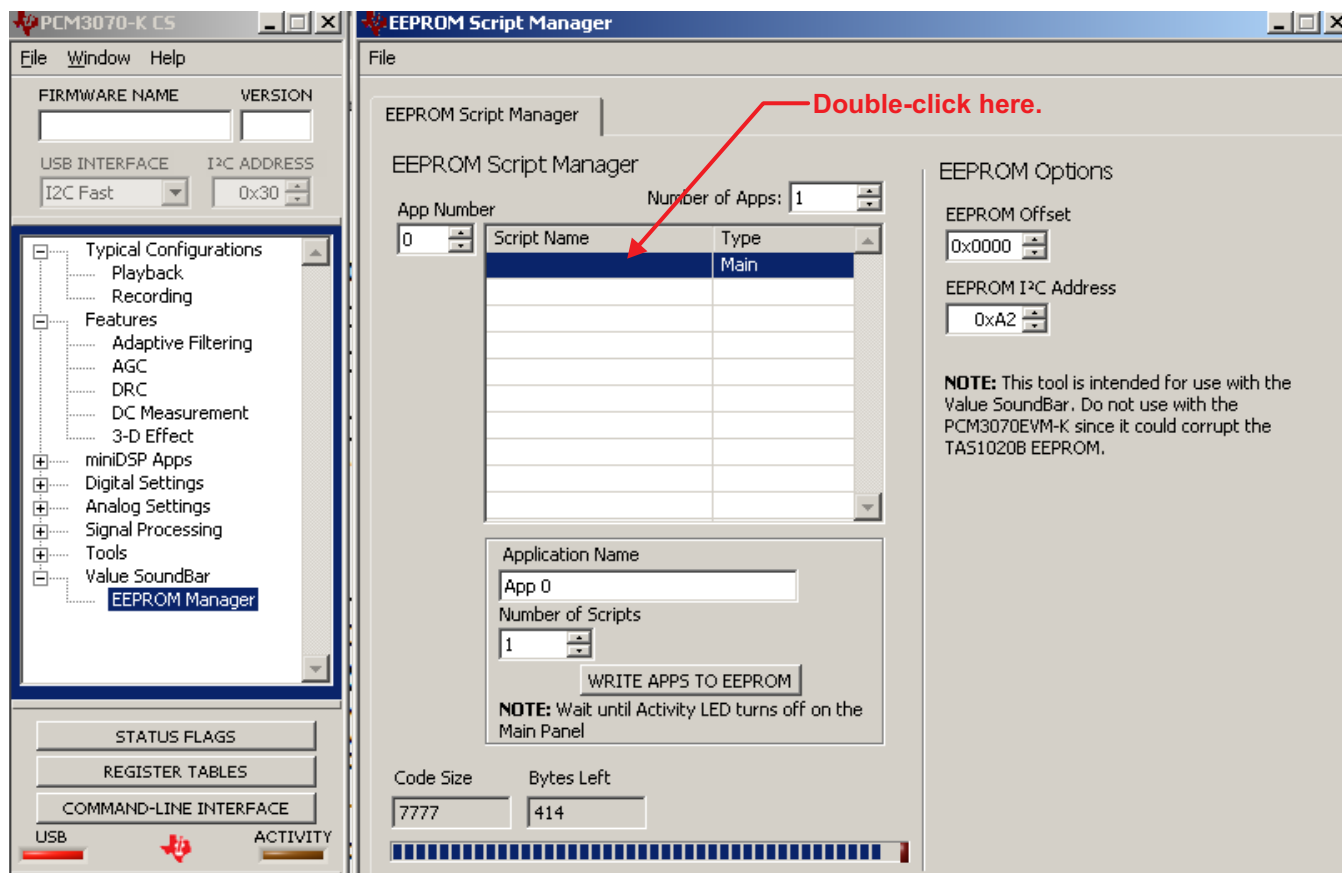 PCM3070-K CS
File Window Help
FIRMWARE NAME VERSION
USB INTERFACE I²C ADDRESS
I2C Fast 0x30
Typical Configurations
Playback
Recording
Features
Adaptive Filtering
AGC
DRC
DC Measurement
3-D Effect
miniDSP Apps
Digital Settings
Analog Settings
Signal Processing
Tools
Value SoundBar
EEPROM Manager
STATUS FLAGS
REGISTER TABLES
COMMAND-LINE INTERFACE
USB ACTIVITY
EEPROM Script Manager
File
EEPROM Script Manager
Double-click here.
EEPROM Script Manager
Number of Apps: 1
App Number
0
Script Name Type
Main
Application Name
App 0
Number of Scripts
1
WRITE APPS TO EEPROM
NOTE: Wait until Activity LED turns off on the
Main Panel
Code Size Bytes Left
7777 414
EEPROM Options
EEPROM Offset
0x0000
EEPROM I²C Address
0xA2
NOTE: This tool is intended for use with the
Value SoundBar. Do not use with the
PCM3070EVM-K since it could corrupt the
TAS1020B EEPROM.